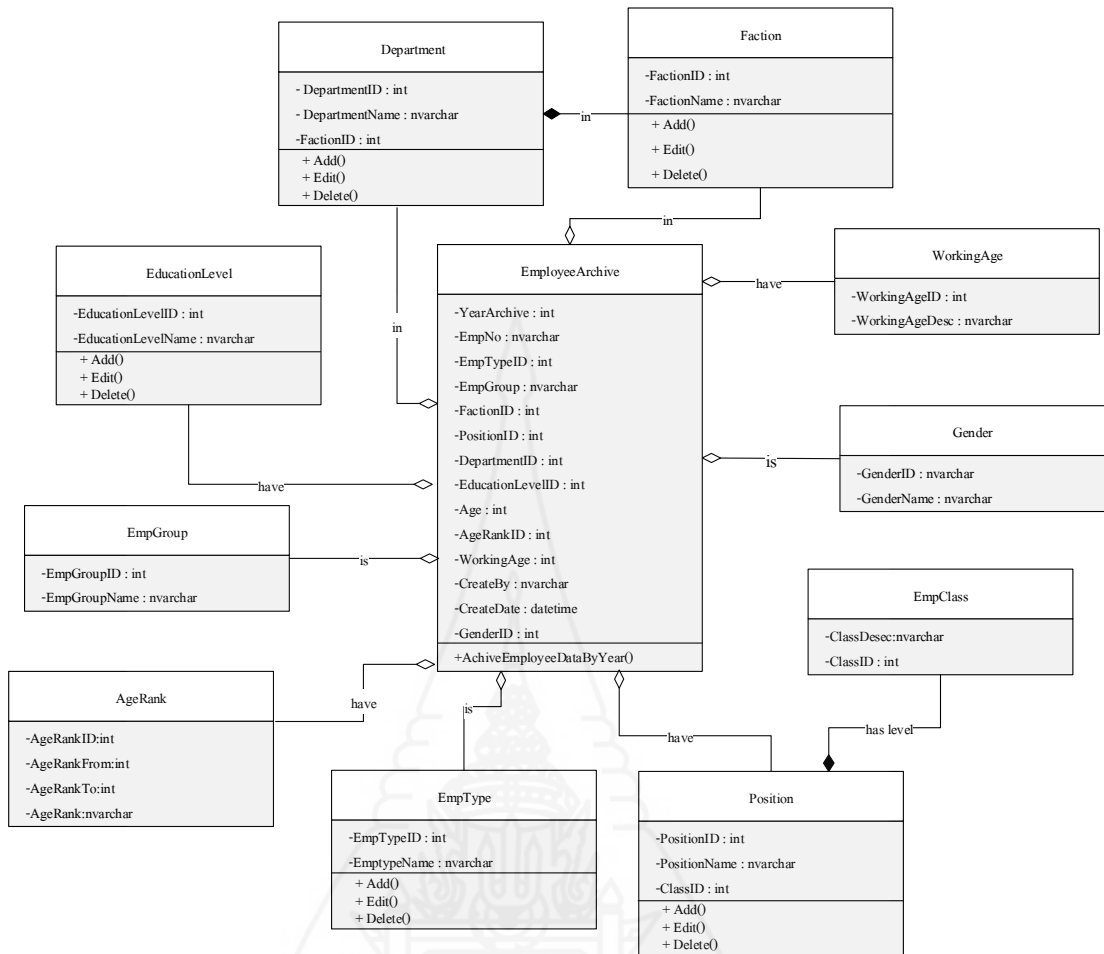 Department
- DepartmentID : int
- DepartmentName : nvarchar
-FactionID : int
+ Add()
+ Edit()
+ Delete()
in
Faction
-FactionID : int
-FactionName : nvarchar
+ Add()
+ Edit()
+ Delete()
in
in
EducationLevel
-EducationLevelID : int
-EducationLevelName : nvarchar
+ Add()
+ Edit()
+ Delete()
have
EmployeeArchive
-YearArchive : int
-EmpNo : nvarchar
-EmpTypeID : int
-EmpGroup : nvarchar
-FactionID : int
-PositionID : int
-DepartmentID : int
-EducationLevelID : int
-Age : int
-AgeRankID : int
-WorkingAge : int
-CreateBy : nvarchar
-CreateDate : datetime
-GenderID : int
+AchiveEmployeeDataByYear()
have
WorkingAge
-WorkingAgeID : int
-WorkingAgeDesc : nvarchar
is
Gender
-GenderID : nvarchar
-GenderName : nvarchar
EmpGroup
-EmpGroupID : int
-EmpGroupName : nvarchar
is
EmpClass
-ClassDesec:nvarchar
-ClassID : int
has level
AgeRank
-AgeRankID:int
-AgeRankFrom:int
-AgeRankTo:int
-AgeRank:nvarchar
have
is
have
EmpType
-EmpTypeID : int
-EmptypeName : nvarchar
+ Add()
+ Edit()
+ Delete()
Position
-PositionID : int
-PositionName : nvarchar
-ClassID : int
+ Add()
+ Edit()
+ Delete()